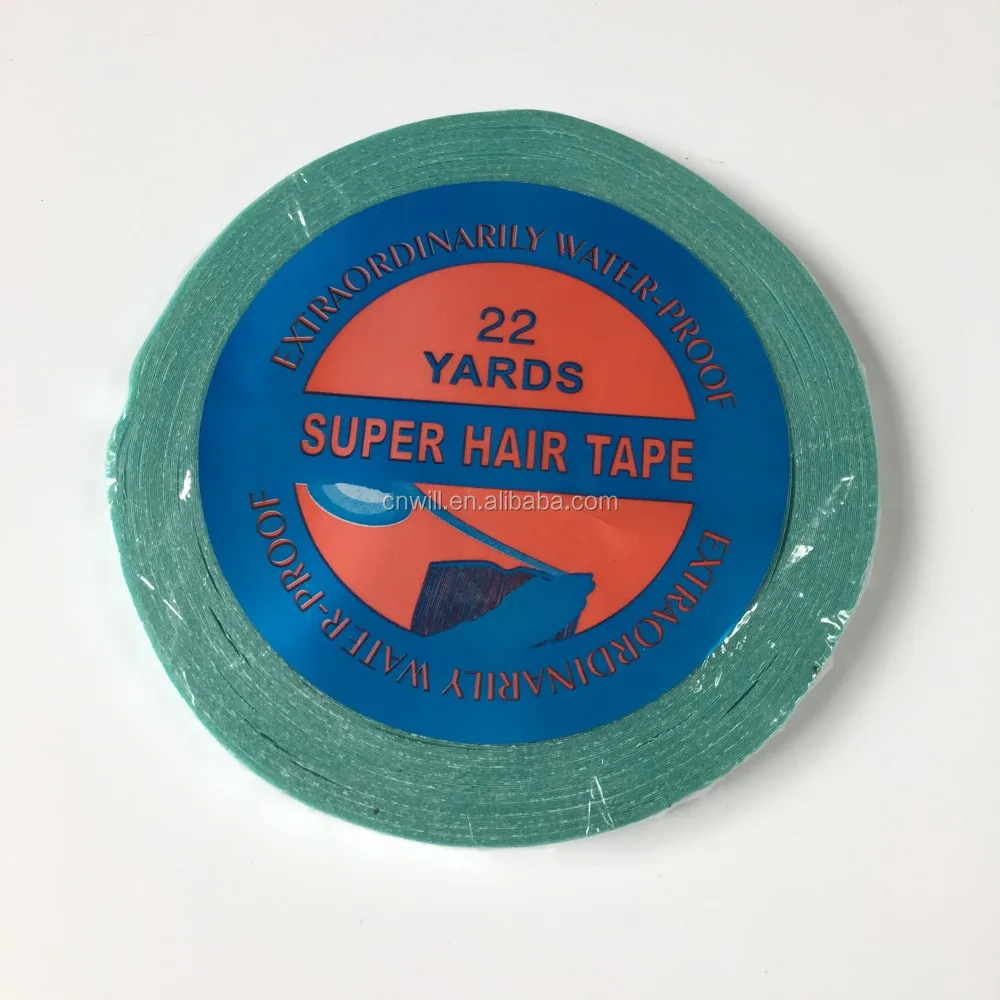 EXTRAORDINARILY WATER-PROOF
22
YARDS
SUPER HAIR TAPE
cnwill.en.alibaba.com
EXTRAORDINARILY WATER-PROOF